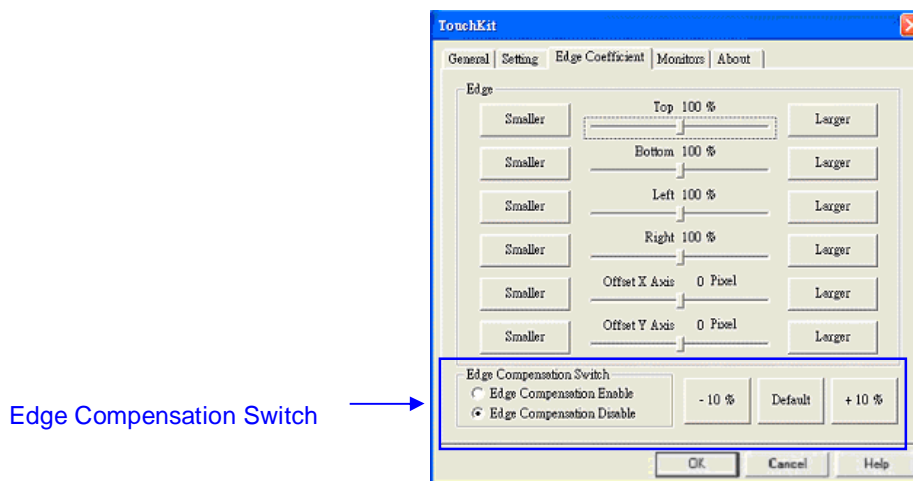 TouchKit
General Setting Edge Coefficient Monitors About
Edge
Top 100 %
Smaller Larger
Bottom 100 %
Smaller Larger
Left 100 %
Smaller Larger
Right 100 %
Smaller Larger
Offset X Axis 0 Pixel
Smaller Larger
Offset Y Axis 0 Pixel
Smaller Larger
Edge Compensation Switch
Edge Compensation Enable
Edge Compensation Disable
- 10 % Default + 10 %
Edge Compensation Switch
OK Cancel Help